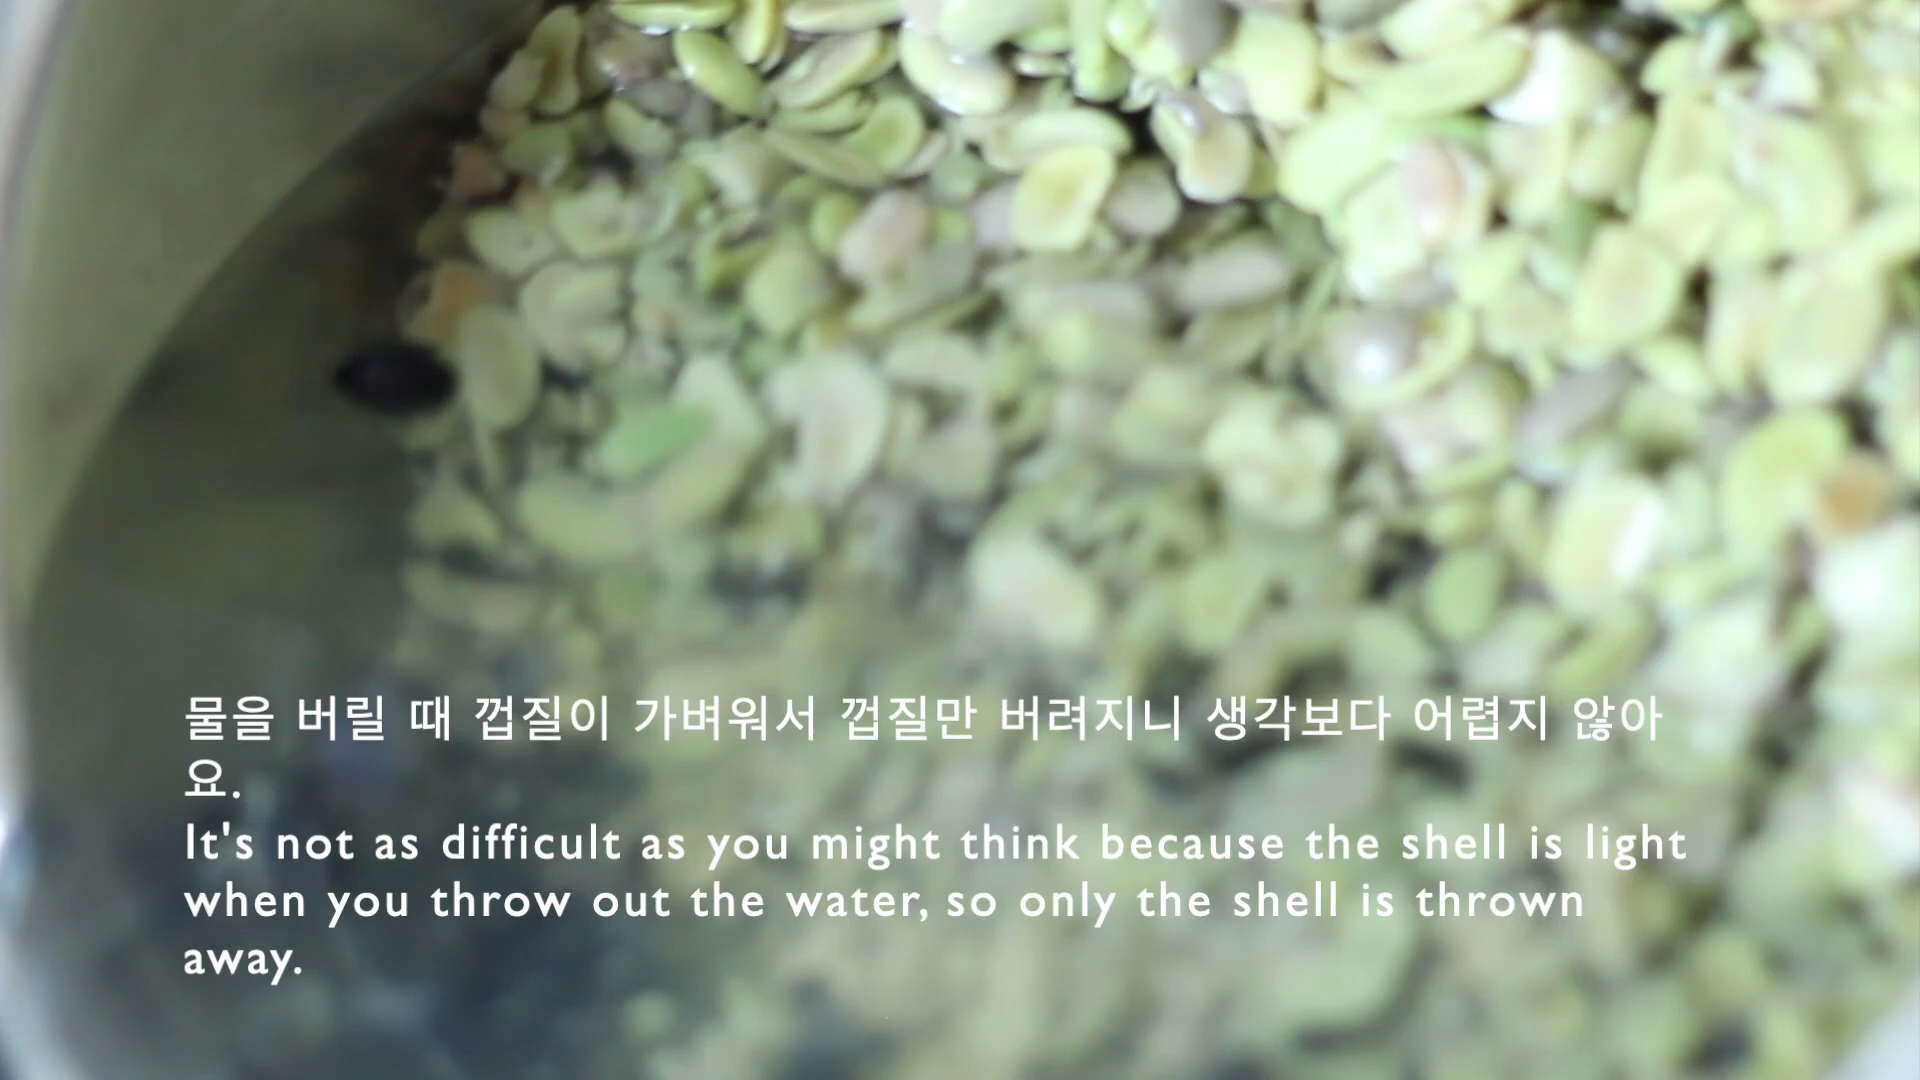 물을 버릴 때 껍질이 가벼워서 껍질만 버려지니 생각보다 어렵지 않아
요.
It's not as difficult as you might think because the shell is light
when you throw out the water, so only the shell is thrown
away.